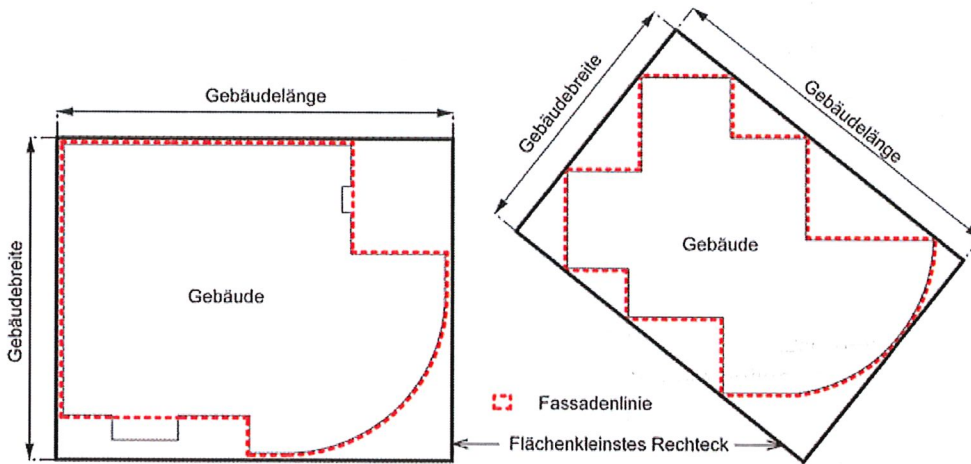 Gebäudelänge
Gebäudebreite
Gebäude
Gebäudebreite
Gebäudelänge
Gebäude
Fassadenlinie
Flächenkleinstes Rechteck